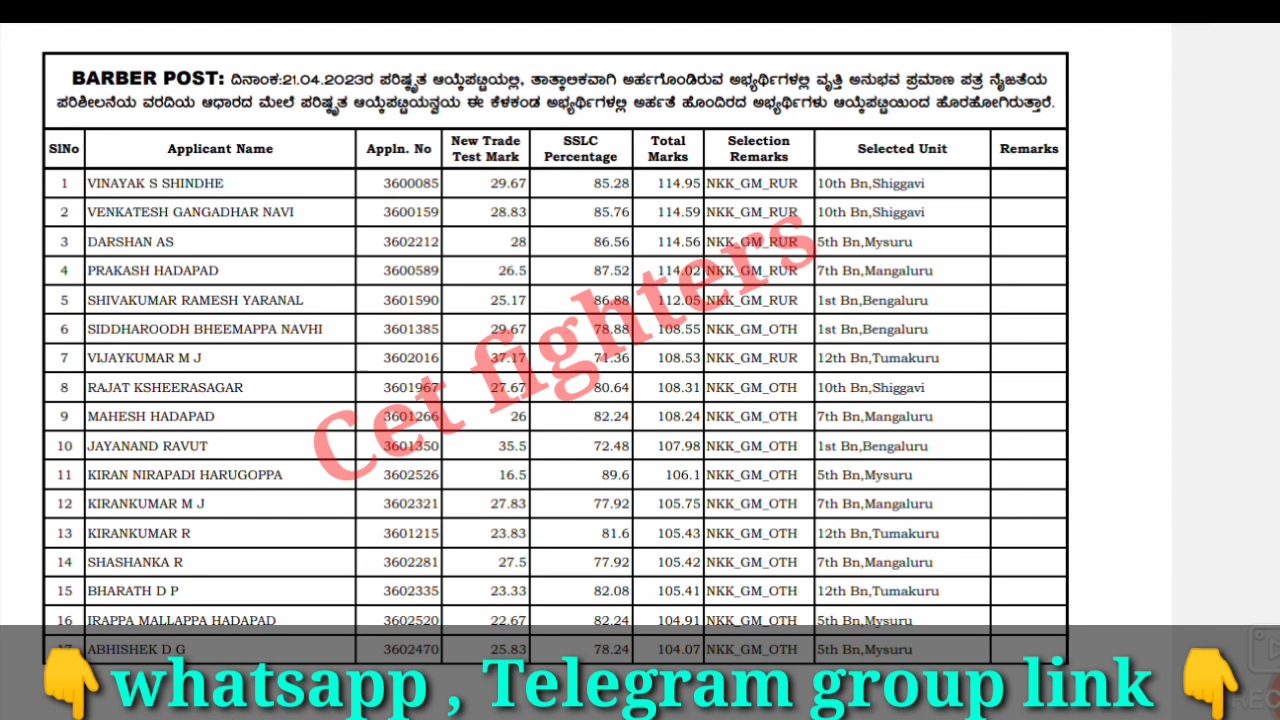 BARBER POST: ದಿನಾಂಕ:21.04.2023ರ ಪರಿಷ್ಕೃತ ಆಯ್ಕೆಪಟ್ಟಿಯಲ್ಲಿ, ತಾತ್ಕಾಲಿಕವಾಗಿ ಅರ್ಹಗೊಂಡಿರುವ ಅಭ್ಯರ್ಥಿಗಳಲ್ಲಿ ವೃತ್ತಿ ಅನುಭವ ಪ್ರಮಾಣ ಪತ್ರ ನೈಜತೆಯ
ಪರಿಶೀಲನೆಯ ವರದಿಯ ಆಧಾರದ ಮೇಲೆ ಪರಿಷ್ಕೃತ ಆಯ್ಕೆಪಟ್ಟಿಯನ್ವಯ ಈ ಕೆಳಕಂಡ ಅಭ್ಯರ್ಥಿಗಳಲ್ಲಿ ಅರ್ಹತೆ ಹೊಂದಿರದ ಅಭ್ಯರ್ಥಿಗಳು ಆಯ್ಕೆಪಟ್ಟಿಯಿಂದ ಹೊರಹೋಗಿರುತ್ತಾರೆ.
SlNo Applicant Name Appln. No New Trade Test Mark SSLC Percentage Total Marks Selection Remarks Selected Unit Remarks
1 VINAYAK S SHINDHE 3600085 29.67 85.28 114.95 NKK_GM_RUR 10th Bn,Shiggavi
2 VENKATESH GANGADHAR NAVI 3600159 28.83 85.76 114.59 NKK_GM_RUR 10th Bn,Shiggavi
3 DARSHAN AS 3602212 28 86.56 114.56 NKK_GM_RUR 5th Bn,Mysuru
4 PRAKASH HADAPAD 3600589 26.5 87.52 114.02 NKK_GM_RUR 7th Bn,Mangaluru
5 SHIVAKUMAR RAMESH YARANAL 3601590 25.17 86.88 112.05 NKK_GM_RUR 1st Bn,Bengaluru
6 SIDDHAROODH BHEEMAPPA NAVHI 3601385 29.67 78.88 108.55 NKK_GM_OTH 1st Bn,Bengaluru
7 VIJAYKUMAR M J 3602016 37.17 71.36 108.53 NKK_GM_RUR 12th Bn,Tumakuru
8 RAJAT KSHEERASAGAR 3601967 27.67 80.64 108.31 NKK_GM_OTH 10th Bn,Shiggavi
9 MAHESH HADAPAD 3601266 26 82.24 108.24 NKK_GM_OTH 7th Bn,Mangaluru
10 JAYANAND RAVUT 3601350 35.5 72.48 107.98 NKK_GM_OTH 1st Bn,Bengaluru
11 KIRAN NIRAPADI HARUGOPPA 3602526 16.5 89.6 106.1 NKK_GM_OTH 5th Bn,Mysuru
12 KIRANKUMAR M J 3602321 27.83 77.92 105.75 NKK_GM_OTH 7th Bn,Mangaluru
13 KIRANKUMAR R 3601215 23.83 81.6 105.43 NKK_GM_OTH 12th Bn,Tumakuru
14 SHASHANKA R 3602281 27.5 77.92 105.42 NKK_GM_OTH 7th Bn,Mangaluru
15 BHARATH D P 3602335 23.33 82.08 105.41 NKK_GM_OTH 12th Bn,Tumakuru
16 IRAPPA MALLAPPA HADAPAD 3602520 22.67 82.24 104.91 NKK_GM_OTH 5th Bn,Mysuru
17 ABHISHEK D G 3602470 25.83 78.24 104.07 NKK_GM_OTH 5th Bn,Mysuru
Cet fighters
whatsapp , Telegram group link